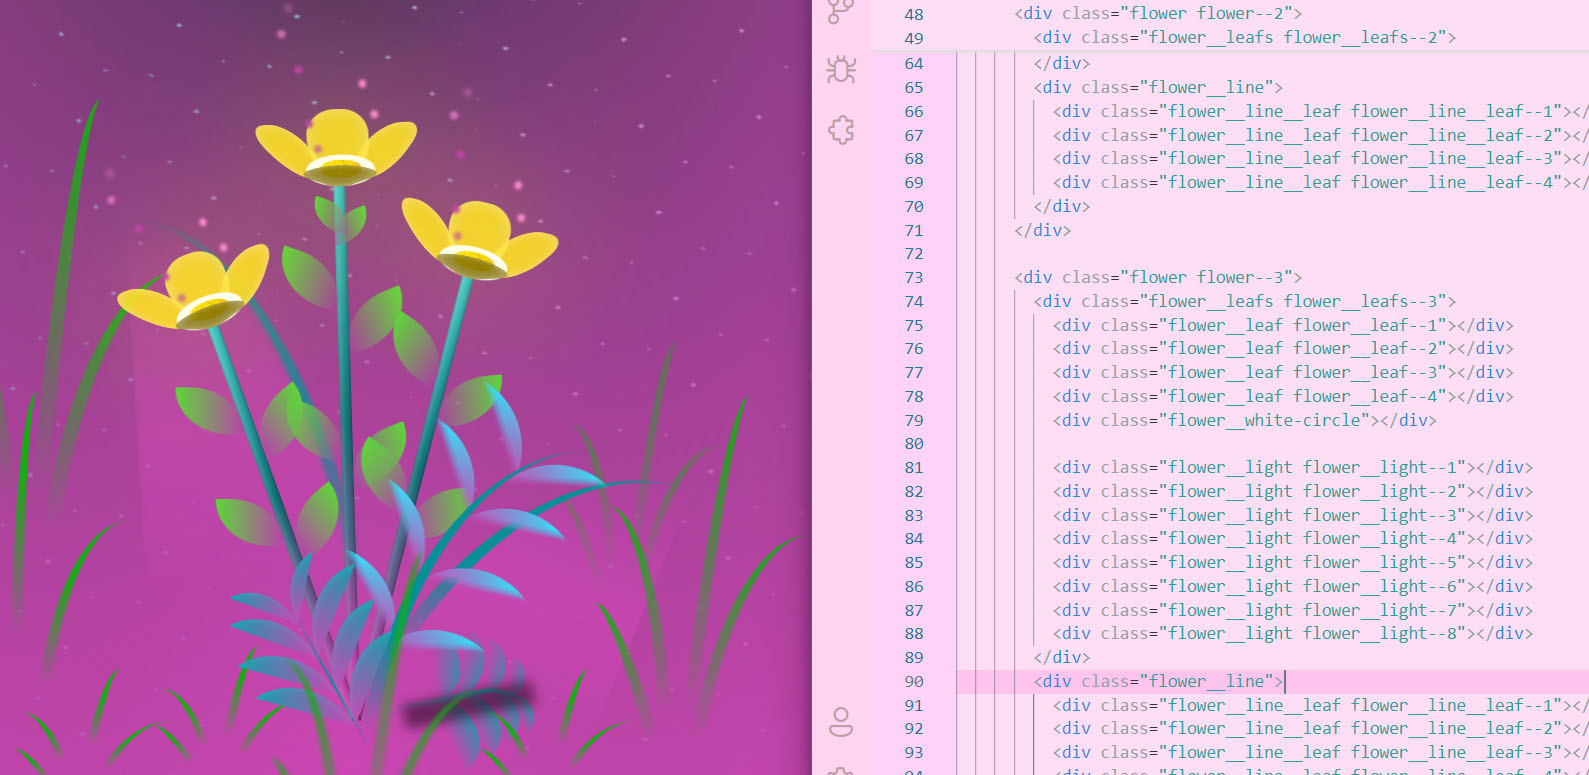 48 <div class="flower flower--2">
49 <div class="flower__leafs flower__leafs--2">
64 </div>
65 <div class="flower__line">
66 <div class="flower__line__leaf flower__line__leaf--1"></
67 <div class="flower__line__leaf flower__line__leaf--2"></
68 <div class="flower__line__leaf flower__line__leaf--3"></
69 <div class="flower__line__leaf flower__line__leaf--4"></
70 </div>
71 </div>
72
73 <div class="flower flower--3">
74 <div class="flower__leafs flower__leafs--3">
75 <div class="flower__leaf flower__leaf--1"></div>
76 <div class="flower__leaf flower__leaf--2"></div>
77 <div class="flower__leaf flower__leaf--3"></div>
78 <div class="flower__leaf flower__leaf--4"></div>
79 <div class="flower__white-circle"></div>
80
81 <div class="flower__light flower__light--1"></div>
82 <div class="flower__light flower__light--2"></div>
83 <div class="flower__light flower__light--3"></div>
84 <div class="flower__light flower__light--4"></div>
85 <div class="flower__light flower__light--5"></div>
86 <div class="flower__light flower__light--6"></div>
87 <div class="flower__light flower__light--7"></div>
88 <div class="flower__light flower__light--8"></div>
89 </div>
90 <div class="flower__line">
91 <div class="flower__line__leaf flower__line__leaf--1"></
92 <div class="flower__line__leaf flower__line__leaf--2"></
93 <div class="flower__line__leaf flower__line__leaf--3"></
94 <div class="flower__line__leaf flower__line__leaf--4"></